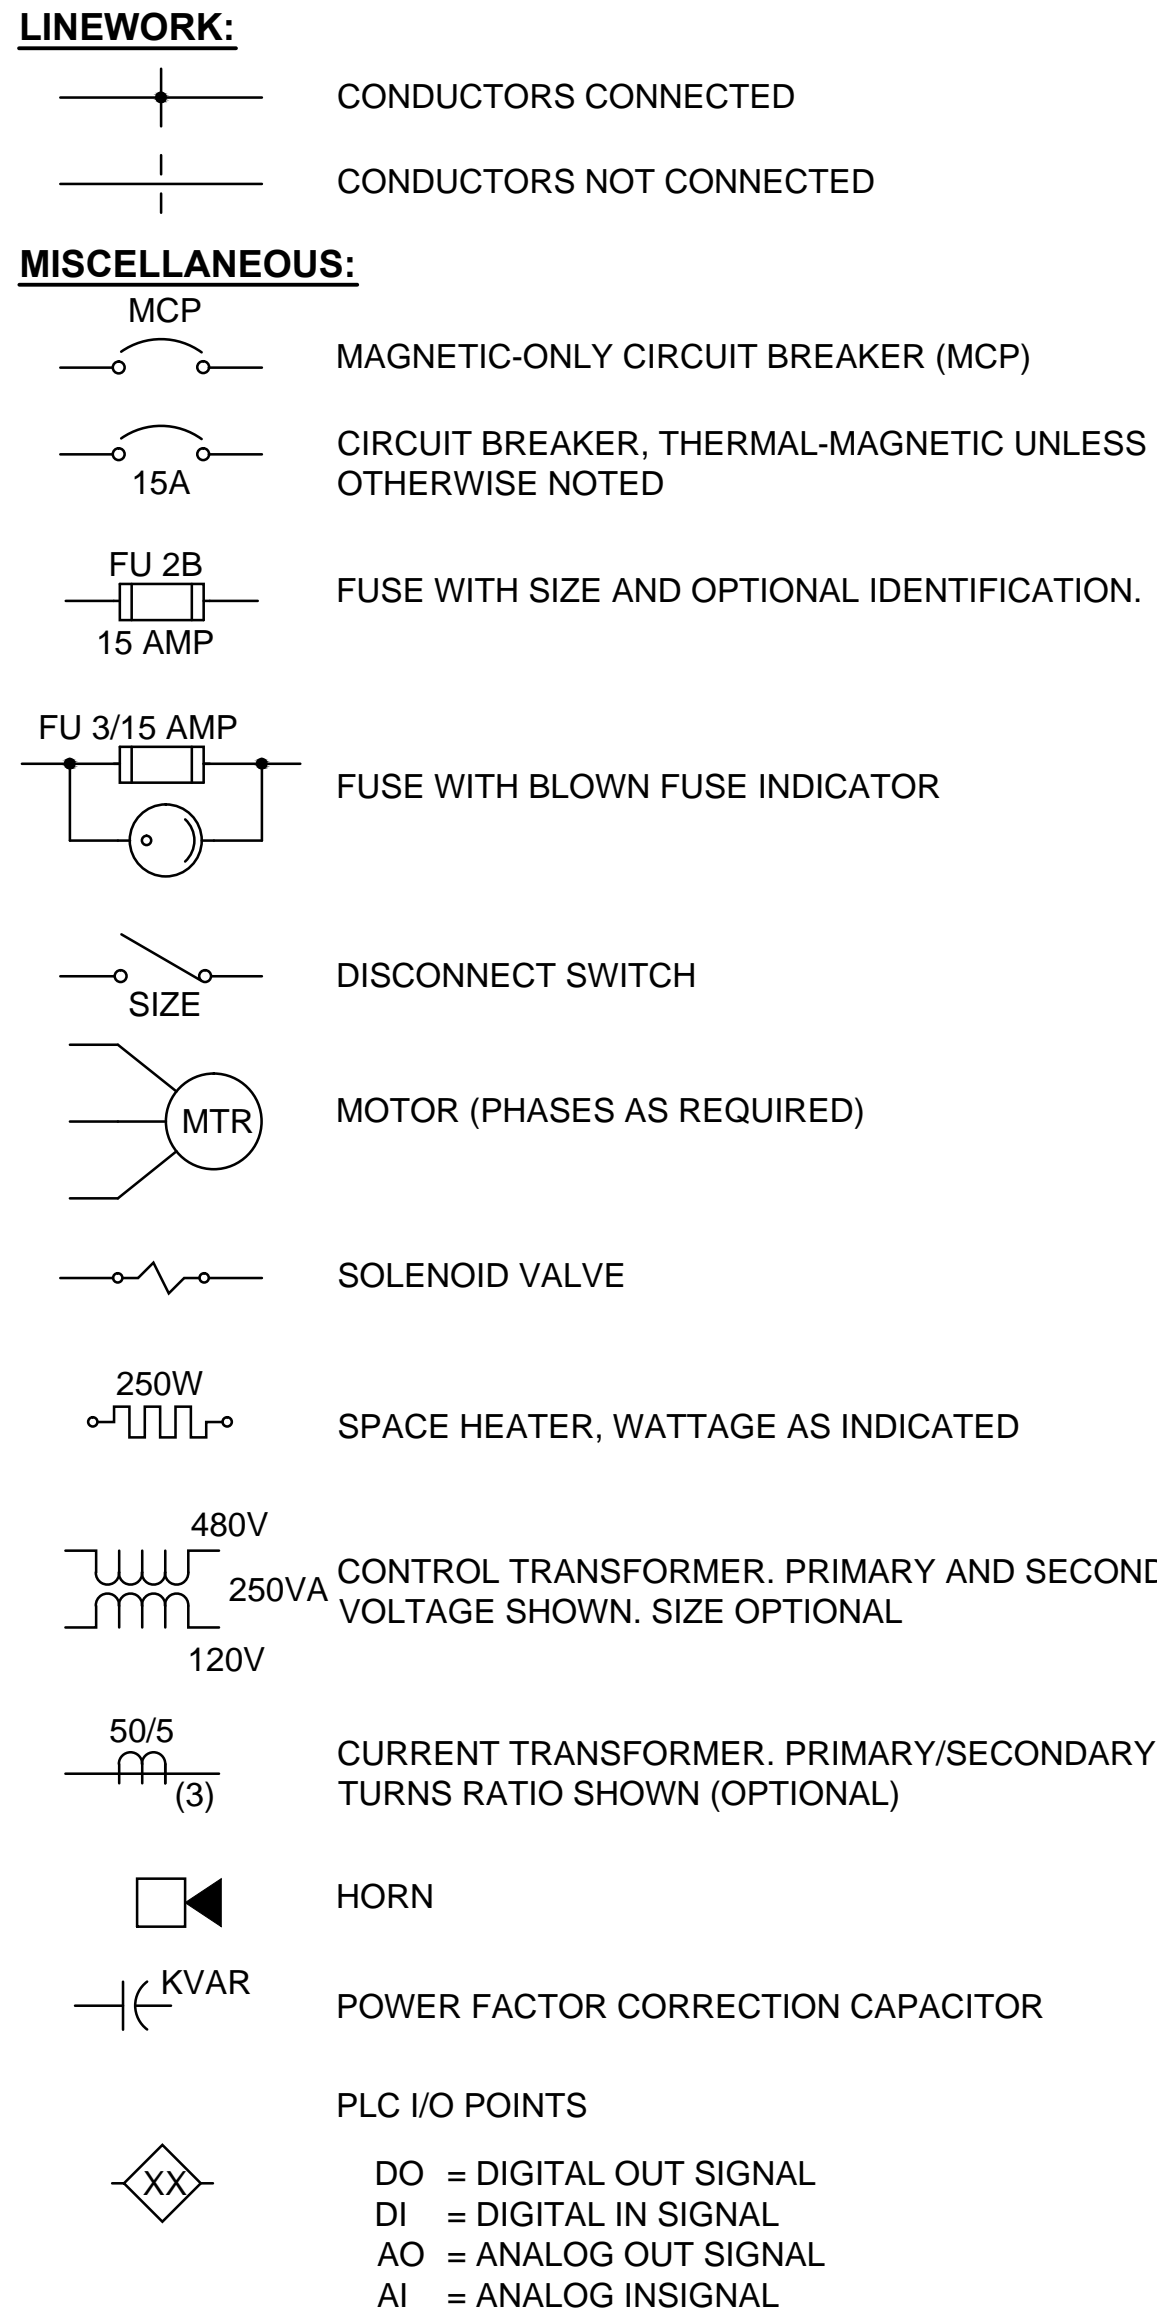 LINEWORK:
CONDUCTORS CONNECTED
CONDUCTORS NOT CONNECTED
MISCELLANEOUS:
MCP
MAGNETIC-ONLY CIRCUIT BREAKER (MCP)
CIRCUIT BREAKER, THERMAL-MAGNETIC UNLESS
OTHERWISE NOTED
15A
FU 2B
FUSE WITH SIZE AND OPTIONAL IDENTIFICATION.
15 AMP
FU 3/15 AMP
FUSE WITH BLOWN FUSE INDICATOR
DISCONNECT SWITCH
SIZE
MTR
MOTOR (PHASES AS REQUIRED)
SOLENOID VALVE
250W
SPACE HEATER, WATTAGE AS INDICATED
480V
250VA
CONTROL TRANSFORMER. PRIMARY AND SECOND
VOLTAGE SHOWN. SIZE OPTIONAL
120V
50/5
CURRENT TRANSFORMER. PRIMARY/SECONDARY
TURNS RATIO SHOWN (OPTIONAL)
(3)
HORN
KVAR
POWER FACTOR CORRECTION CAPACITOR
PLC I/O POINTS
XX
DO = DIGITAL OUT SIGNAL
DI = DIGITAL IN SIGNAL
AO = ANALOG OUT SIGNAL
AI = ANALOG INSIGNAL